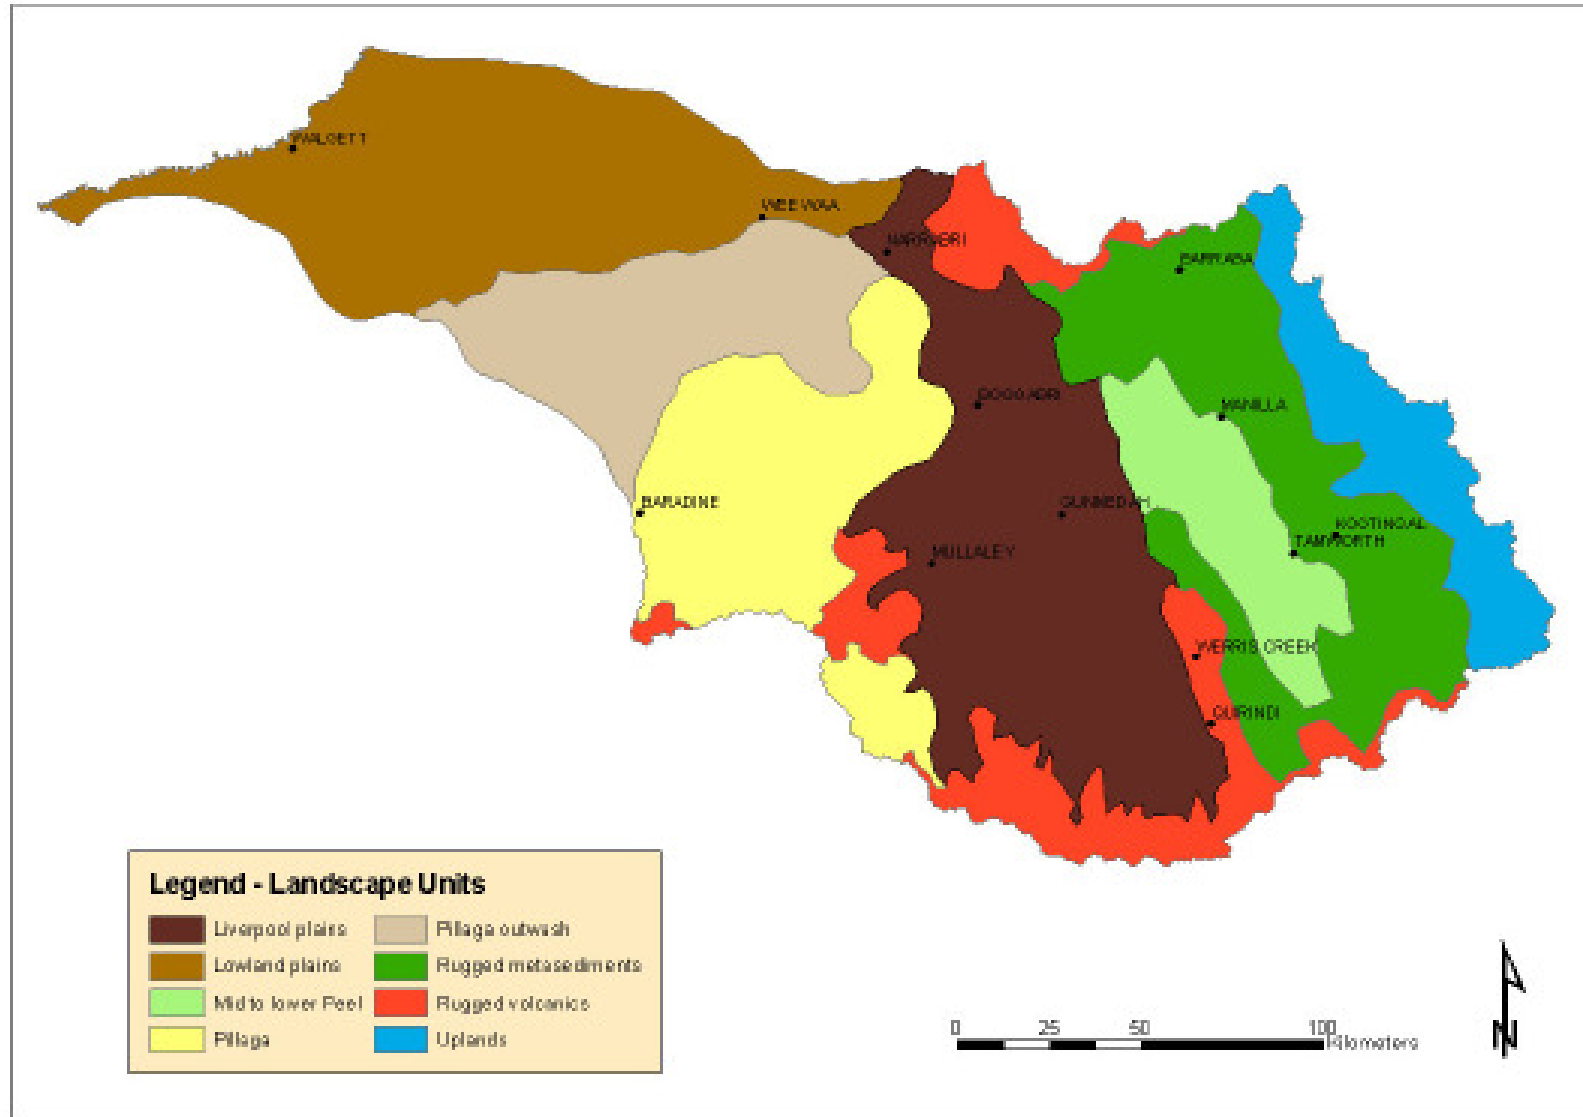 WALGETT
WEE WAA
NARRABRI
BARRABA
BOGGABRI
MANILLA
BARADINE
GUNNEDAH
KOOTINGAL
TAMWORTH
MULLALEY
WERRIS CREEK
QUIRINDI
Legend - Landscape Units
Liverpool plains
Pillaga outwash
Lowland plains
Rugged metasediments
Mid to lower Peel
Rugged volcanics
Pillaga
Uplands
0 25 50 100
Kilometers
N